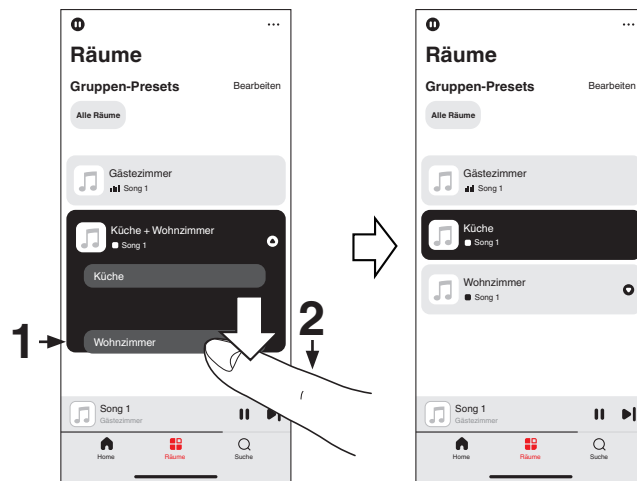 Räume
Gruppen-Presets Bearbeiten
Alle Räume
Gästezimmer
Song 1
Küche + Wohnzimmer
Song 1
Küche
Wohnzimmer
1
2
Song 1
Gästezimmer
Home Räume Suche
Räume
Gruppen-Presets Bearbeiten
Alle Räume
Gästezimmer
Song 1
Küche
Song 1
Wohnzimmer
Song 1
Song 1
Gästezimmer
Home Räume Suche